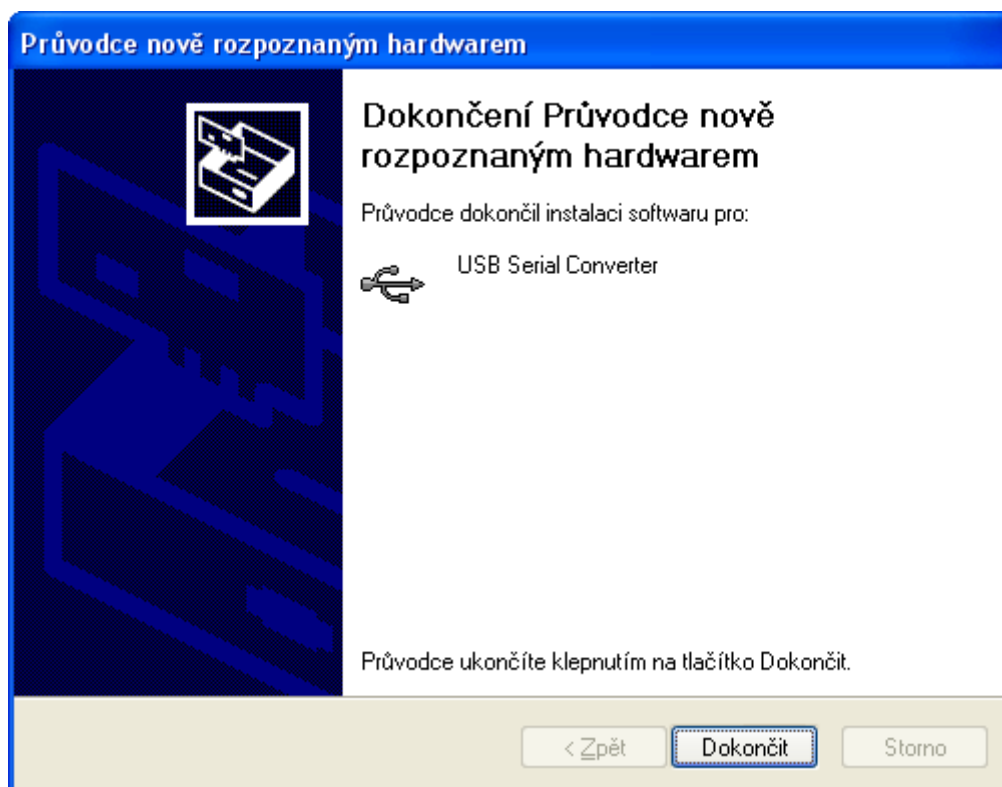 Průvodce nově rozpoznaným hardwarem
Dokončení Průvodce nově
rozpoznaným hardwarem
Průvodce dokončil instalaci softwaru pro:
USB Serial Converter
Průvodce ukončíte klepnutím na tlačítko Dokončit.
< Zpět
Dokončit
Storno